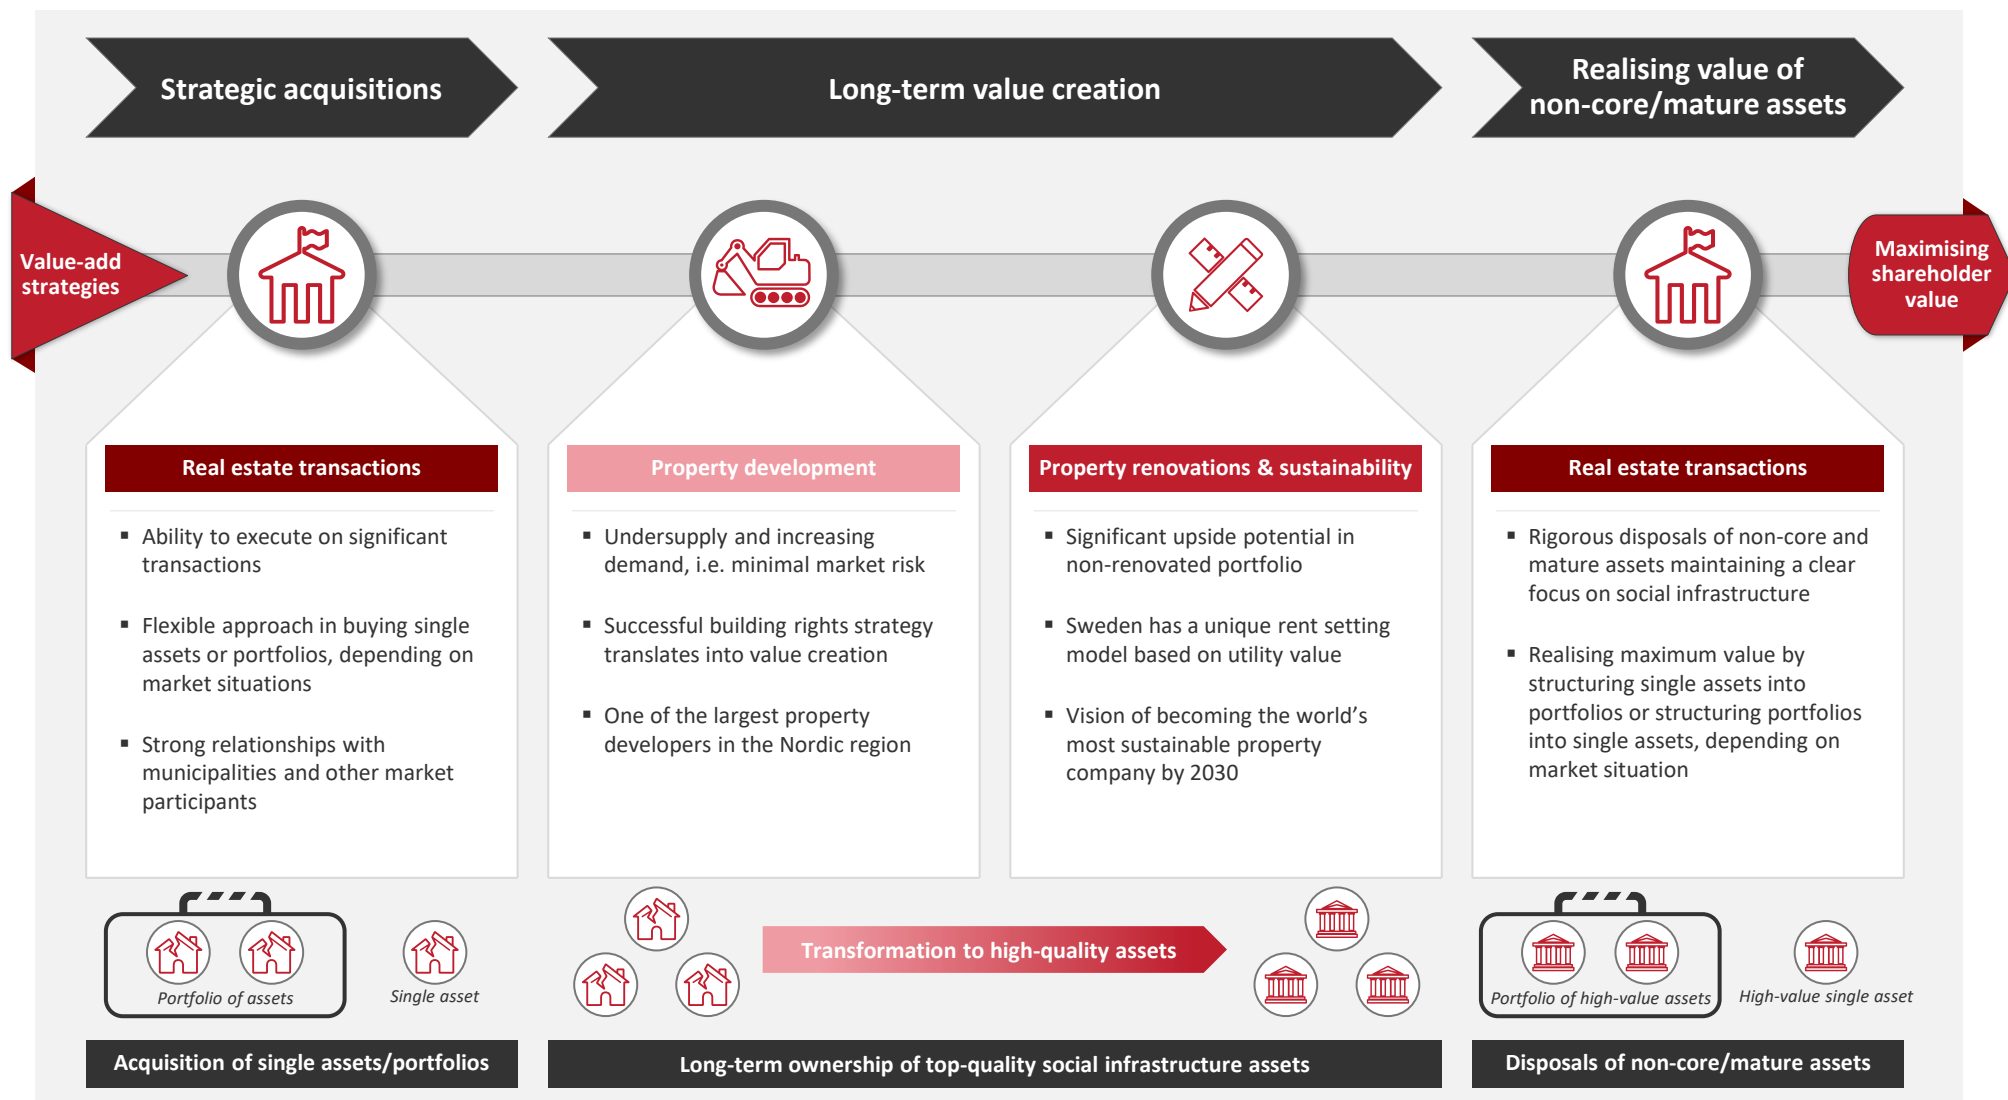 Strategic acquisitions
Long-term value creation
Realising value of
non-core/mature assets
Value-add
strategies
Maximising
shareholder
value
Real estate transactions
▪ Ability to execute on significant
transactions
▪ Flexible approach in buying single
assets or portfolios, depending on
market situations
▪ Strong relationships with
municipalities and other market
participants
Property development
▪ Undersupply and increasing
demand, i.e. minimal market risk
▪ Successful building rights strategy
translates into value creation
▪ One of the largest property
developers in the Nordic region
Property renovations & sustainability
▪ Significant upside potential in
non-renovated portfolio
▪ Sweden has a unique rent setting
model based on utility value
▪ Vision of becoming the world’s
most sustainable property
company by 2030
Real estate transactions
▪ Rigorous disposals of non-core and
mature assets maintaining a clear
focus on social infrastructure
▪ Realising maximum value by
structuring single assets into
portfolios or structuring portfolios
into single assets, depending on
market situation
Portfolio of assets
Single asset
Transformation to high-quality assets
Portfolio of high-value assets
High-value single asset
Acquisition of single assets/portfolios
Long-term ownership of top-quality social infrastructure assets
Disposals of non-core/mature assets